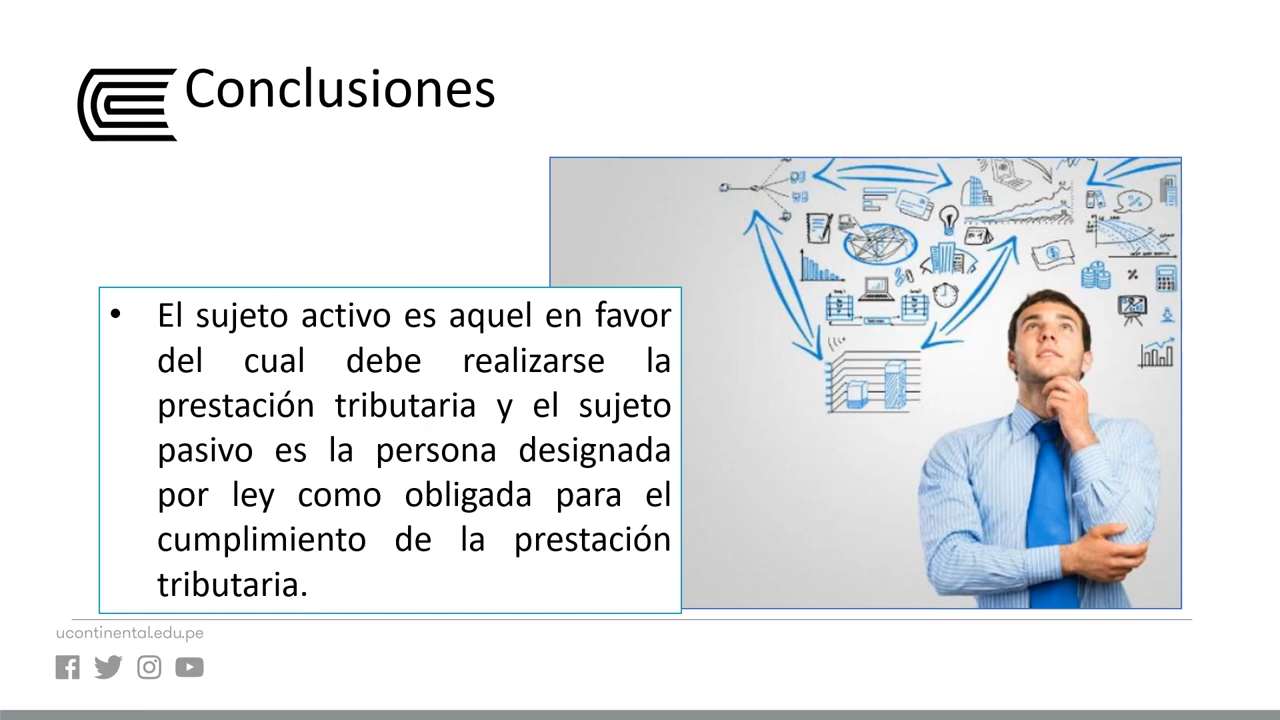 Conclusiones
• El sujeto activo es aquel en favor
del cual debe realizarse la
prestación tributaria y el sujeto
pasivo es la persona designada
por ley como obligada para el
cumplimiento de la prestación
tributaria.
ucontinental.edu.pe